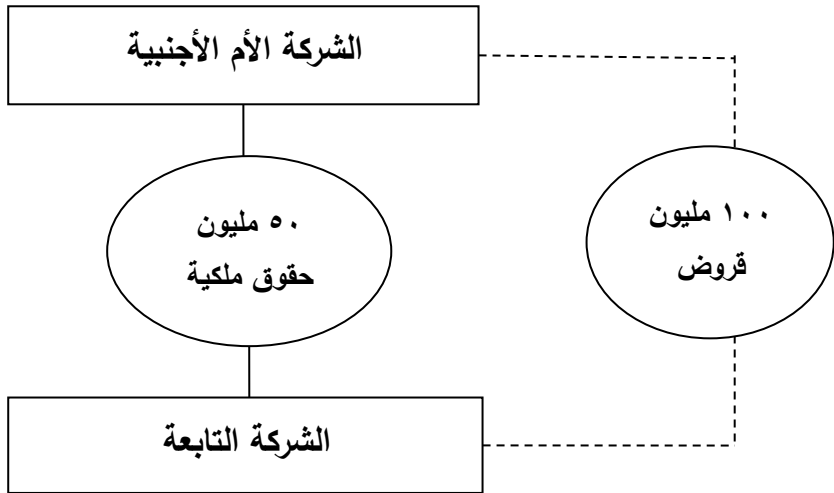 الشركة الأم الأجنبية
٥٠ مليون
حقوق ملكية
١٠٠ مليون
قروض
الشركة التابعة